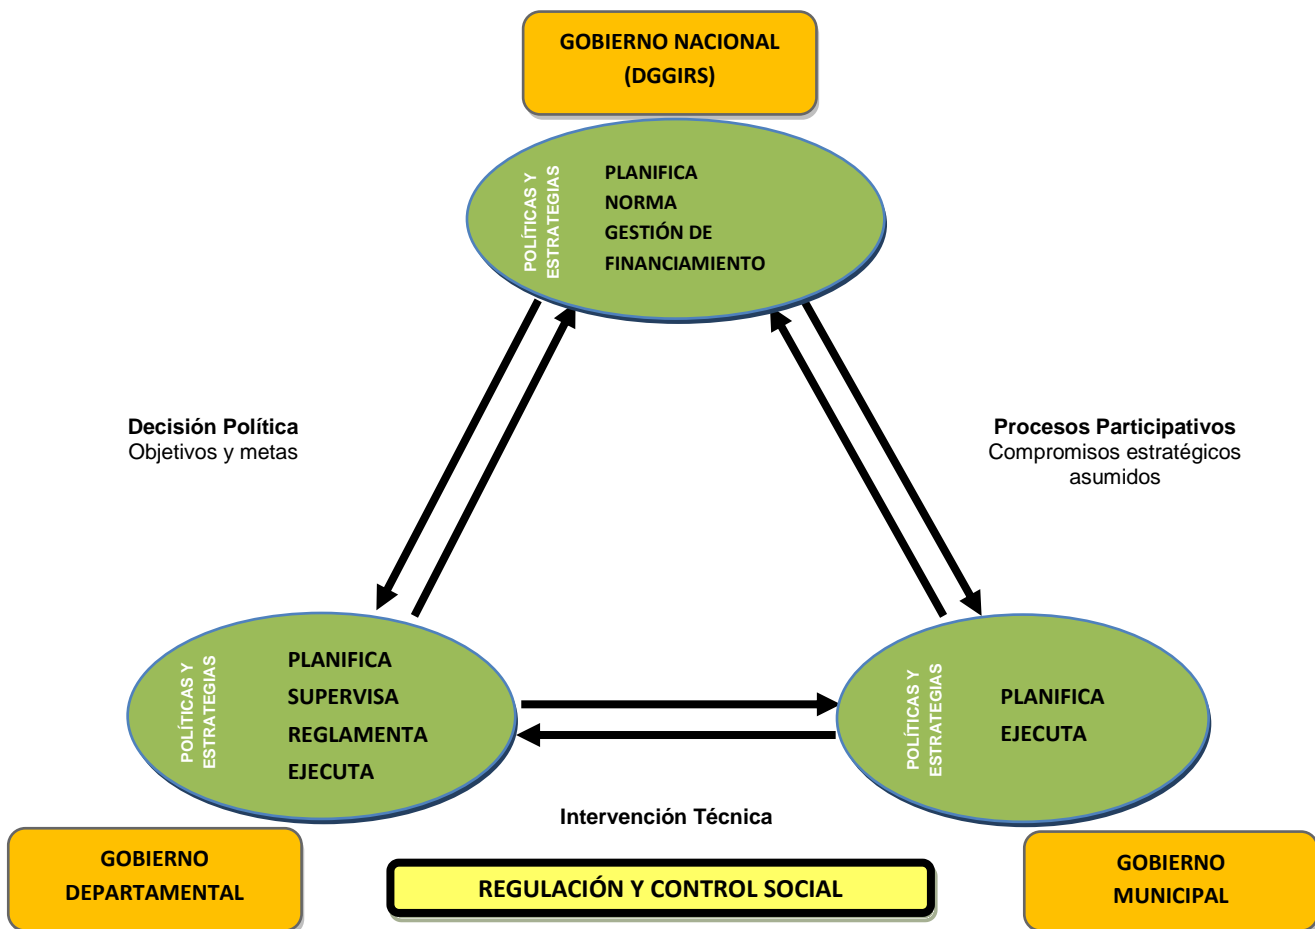 GOBIERNO NACIONAL
(DGGIRS)
POLÍTICAS Y
ESTRATEGIAS
PLANIFICA
NORMA
GESTIÓN DE
FINANCIAMIENTO
Decisión Política
Objetivos y metas
Procesos Participativos
Compromisos estratégicos
asumidos
POLÍTICAS Y
ESTRATEGIAS
PLANIFICA
SUPERVISA
REGLAMENTA
EJECUTA
POLÍTICAS Y
ESTRATEGIAS
PLANIFICA
EJECUTA
Intervención Técnica
GOBIERNO
DEPARTAMENTAL
REGULACIÓN Y CONTROL SOCIAL
GOBIERNO
MUNICIPAL